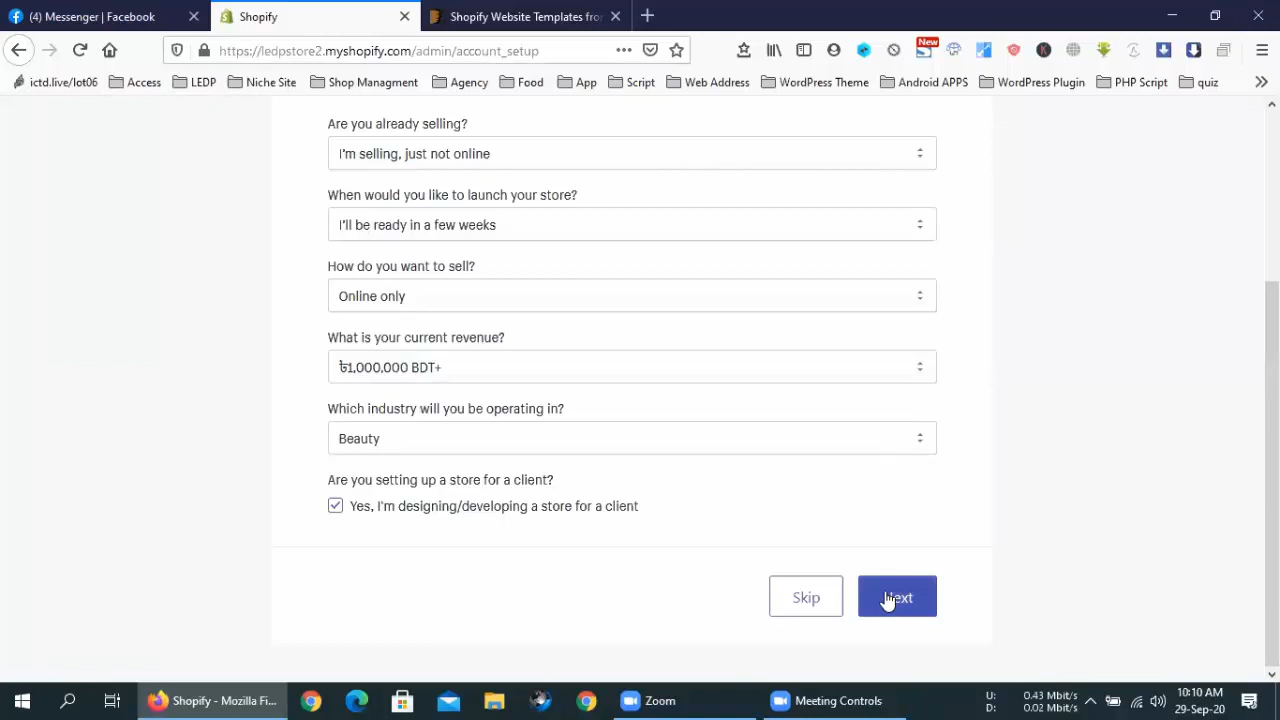 (4) Messenger | Facebook
Shopify
Shopify Website Templates fro
https://ledpstore2.myshopify.com/admin/account_setup
New
ictd.live/lot06
Access
LEDP
Niche Site
Shop Managment
Agency
Food
App
Script
Web Address
WordPress Theme
Android APPS
WordPress Plugin
PHP Script
quiz
Are you already selling?
I'm selling, just not online
When would you like to launch your store?
I'll be ready in a few weeks
How do you want to sell?
Online only
What is your current revenue?
৳1,000,000 BDT+
Which industry will you be operating in?
Beauty
Are you setting up a store for a client?
Yes, I'm designing/developing a store for a client
Skip
Next
Shopify - Mozilla Fi...
Zoom
Meeting Controls
U: 0.43 Mbit/s
D: 0.02 Mbit/s
10:10 AM
29-Sep-20